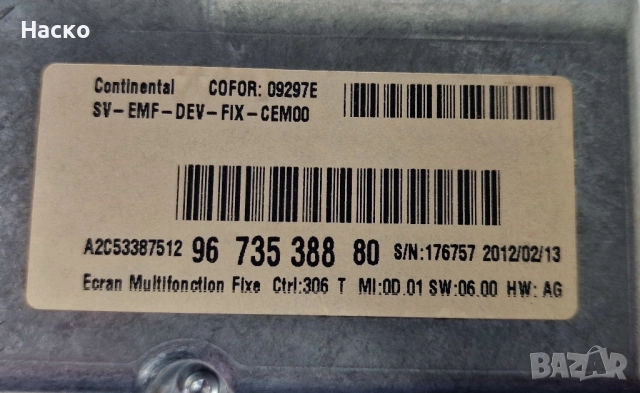 Hacko
Continental COFOR: 09297E
SV-EMF-DEV-FIX-CEM00
A2C53387512 96 735 388 80 S/N:176757 2012/02/13
Ecran Multifonction Fixe Ctrl:306 T MI:0D.01 SW:06.00 HW: AG
BAZAR